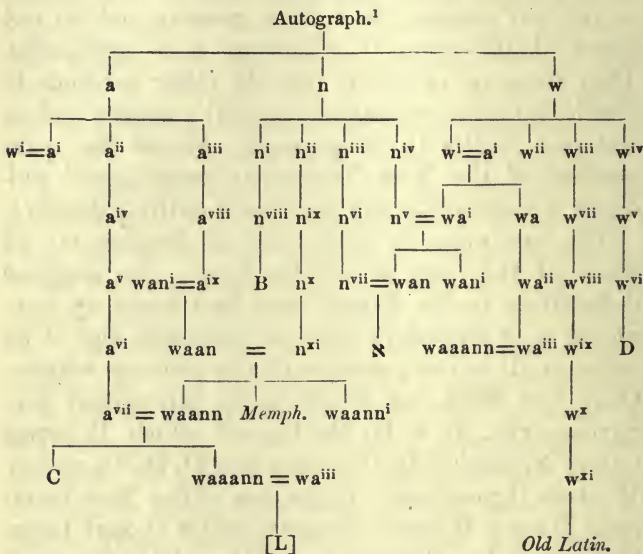 Autograph.¹
a n w
wⁱ=aⁱ aⁱⁱ aⁱⁱⁱ nⁱ nⁱⁱ nⁱⁱⁱ nⁱᵛ wⁱ=aⁱ wⁱⁱ wⁱⁱⁱ wⁱᵛ
aⁱᵛ aᵛⁱⁱⁱ nᵛⁱⁱⁱ nⁱˣ nᵛⁱ nᵛ = waⁱ wa wᵛⁱⁱ wᵛ
aᵛ wanⁱ=aⁱˣ B nˣ nᵛⁱⁱ= wan wanⁱ waⁱⁱ wᵛⁱⁱⁱ wᵛⁱ
aᵛⁱ waan = nˣⁱ ℵ waaann=waⁱⁱⁱ wⁱˣ D
aᵛⁱⁱ = waann Memph. waannⁱ wˣ
C waaann = waⁱⁱⁱ wˣⁱ
[L] Old Latin.